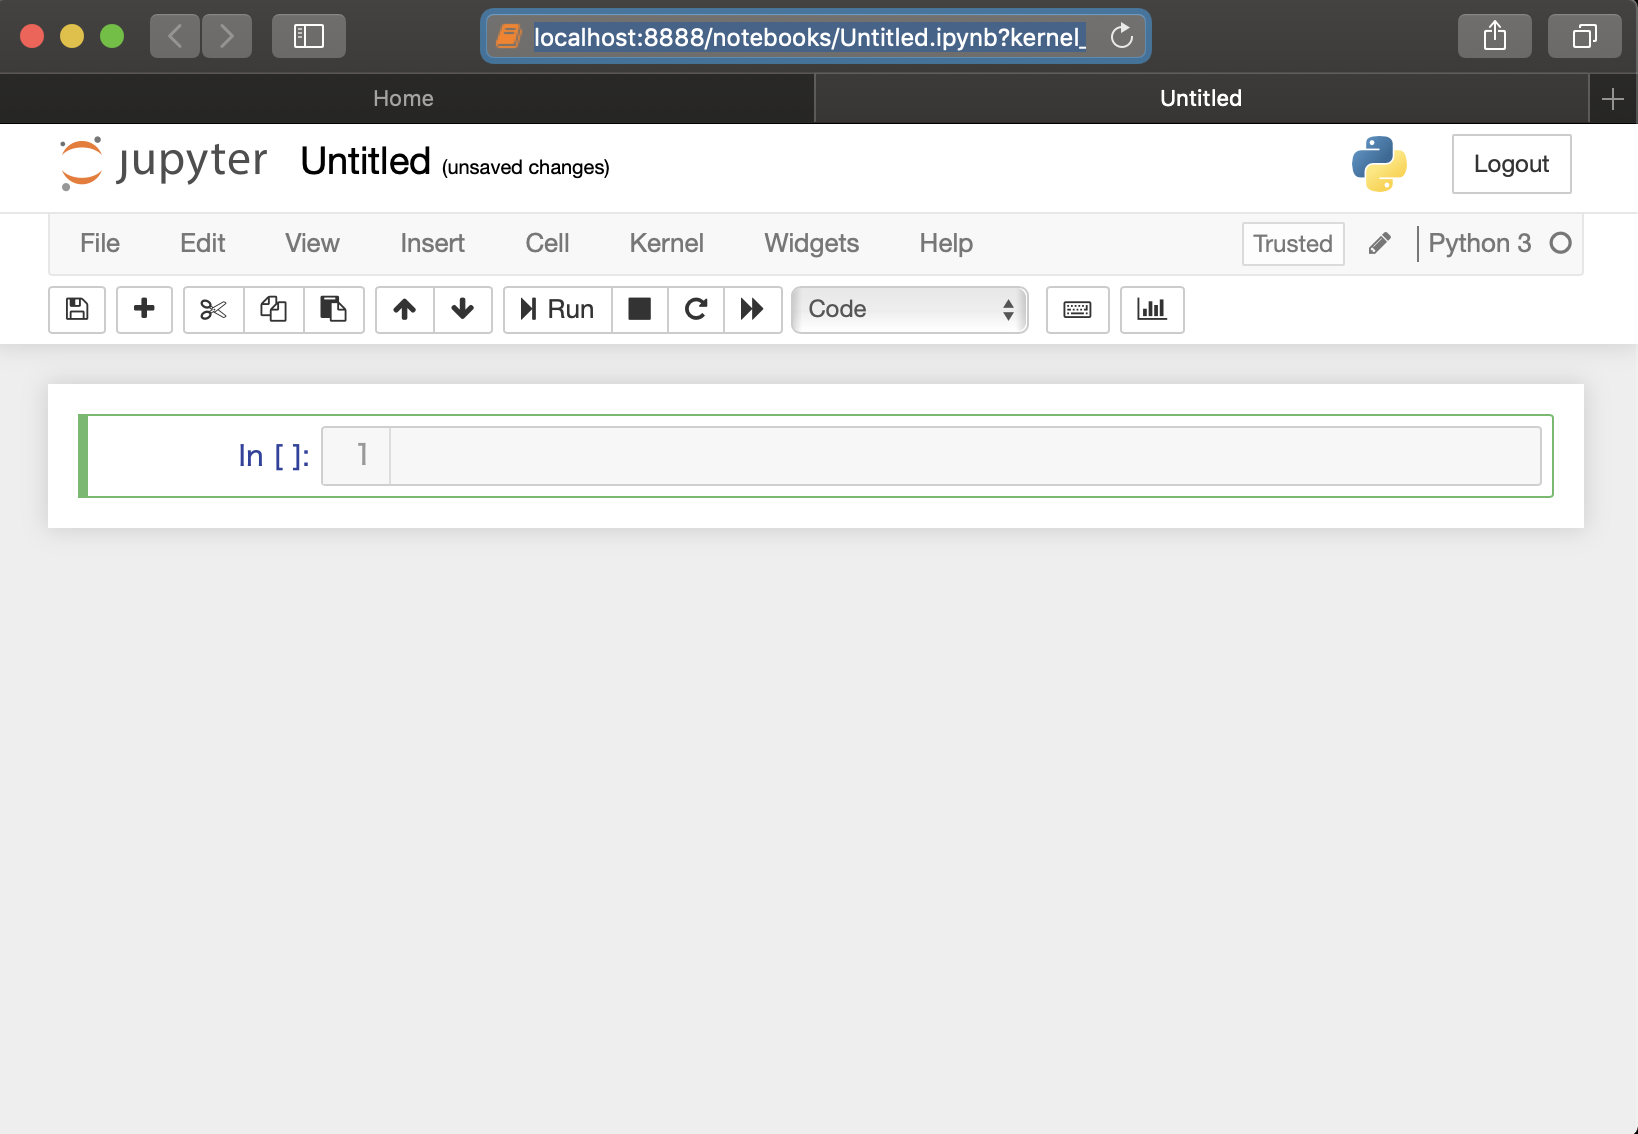 localhost:8888/notebooks/Untitled.ipynb?kernel_
Home Untitled
jupyter Untitled (unsaved changes) Logout
File Edit View Insert Cell Kernel Widgets Help Trusted Python 3
Run Code
In [ ]: 1